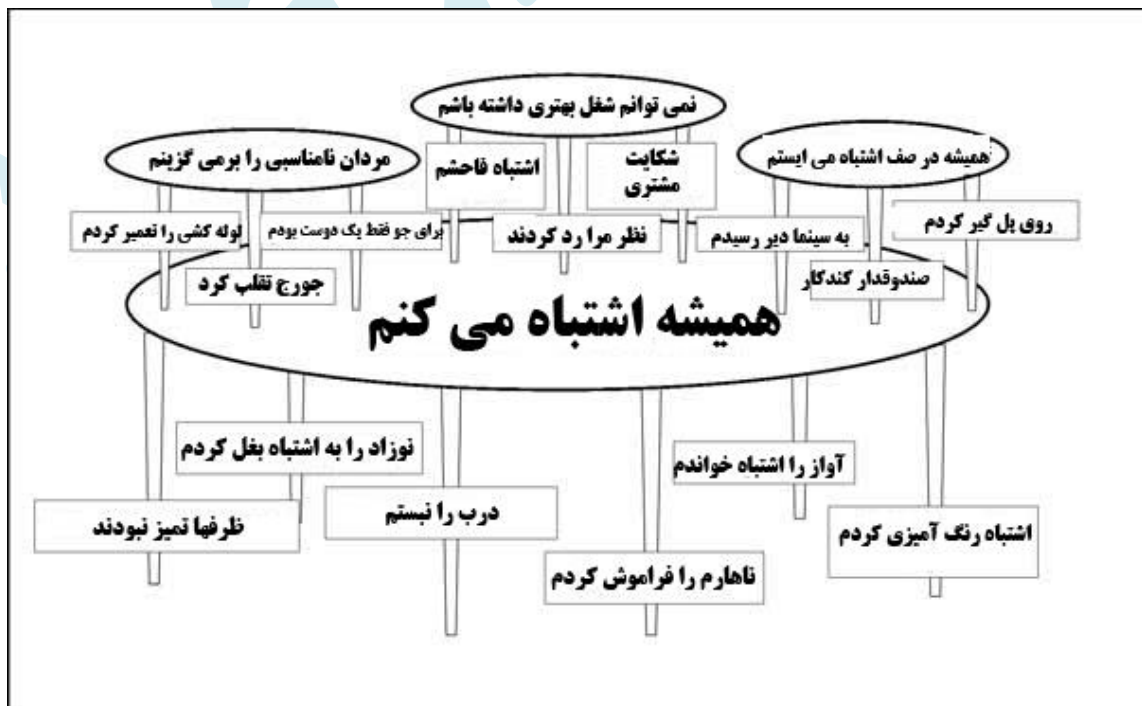 نمی توانم شغل بهتری داشته باشم
همیشه در صف اشتباه می ایستم
مردان نامناسبی را برمی گزینم
شکایت
مشتری
اشتباه فاحشم
روی پل گیر کردم
به سینما دیر رسیدم
نظر مرا رد کردند
برای جو فقط یک دوست بودم
لوله کشی را تعمیر کردم
صندوقدار کندکار
جورج تقلب کرد
همیشه اشتباه می کنم
آواز را اشتباه خواندم
نوزاد را به اشتباه بغل کردم
درب را نبستم
ظرفها تمیز نبودند
اشتباه رنگ آمیزی کردم
ناهارم را فراموش کردم